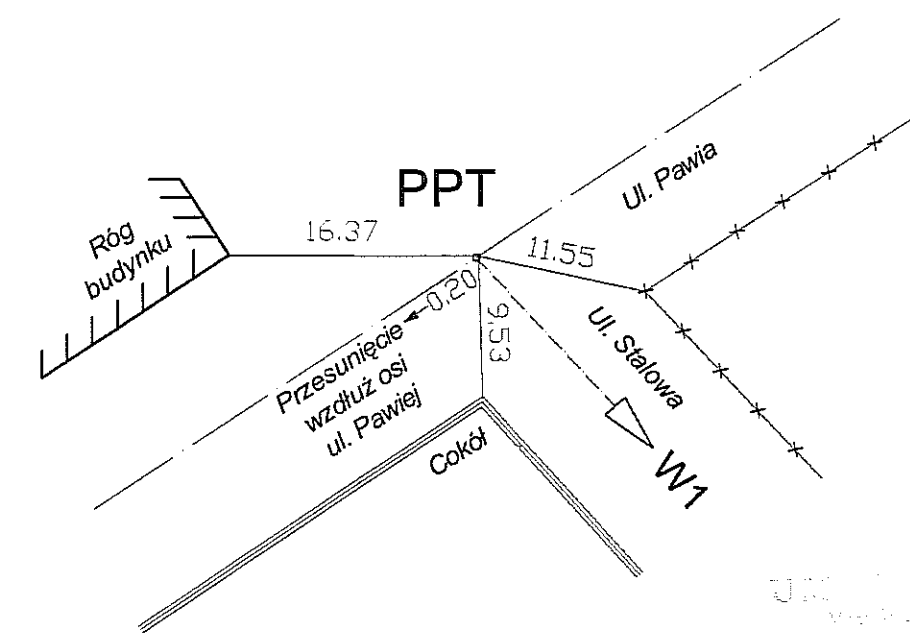 PPT
Ul. Pawia
16.37
11.55
Róg
budynku
0,20
9,53
Przesunięcie
wzdłuż osi
ul. Pawiej
Ul. Stalowa
Cokół
W1